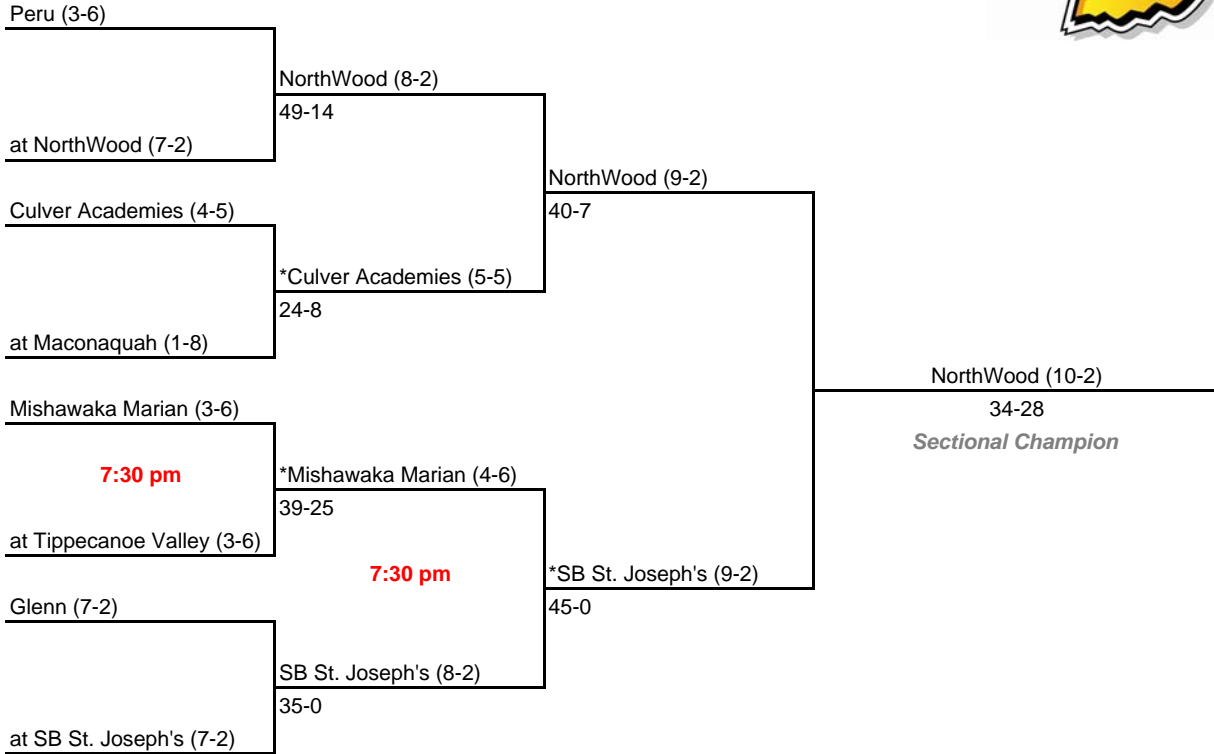 Peru (3-6)
NorthWood (8-2)
49-14
at NorthWood (7-2)
NorthWood (9-2)
Culver Academies (4-5)
40-7
*Culver Academies (5-5)
24-8
at Maconaquah (1-8)
NorthWood (10-2)
Mishawaka Marian (3-6)
34-28
Sectional Champion
7:30 pm
*Mishawaka Marian (4-6)
39-25
at Tippecanoe Valley (3-6)
7:30 pm
*SB St. Joseph's (9-2)
Glenn (7-2)
45-0
SB St. Joseph's (8-2)
35-0
at SB St. Joseph's (7-2)